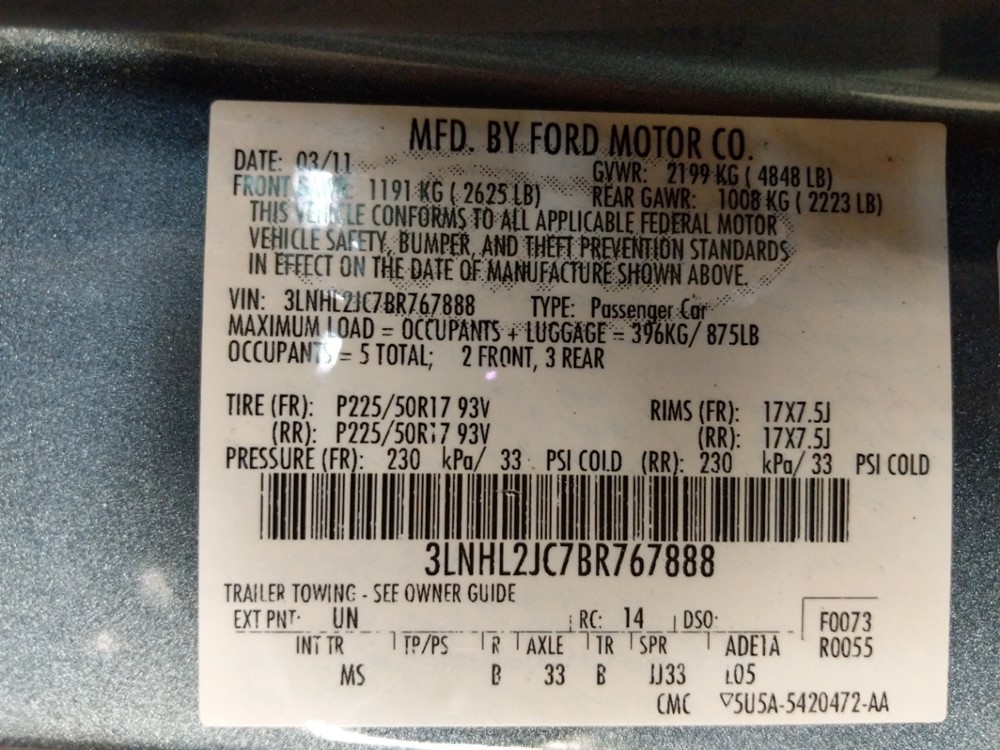 MFD. BY FORD MOTOR CO.
DATE: 03/11 GVWR: 2199 KG ( 4848 LB)
FRONT GAWR: 1191 KG ( 2625 LB) REAR GAWR: 1008 KG ( 2223 LB)
THIS VEHICLE CONFORMS TO ALL APPLICABLE FEDERAL MOTOR
VEHICLE SAFETY, BUMPER, AND THEFT PREVENTION STANDARDS
IN EFFECT ON THE DATE OF MANUFACTURE SHOWN ABOVE.
VIN: 3LNHL2JC7BR767888 TYPE: Passenger Car
MAXIMUM LOAD = OCCUPANTS + LUGGAGE = 396KG/ 875LB
OCCUPANTS = 5 TOTAL; 2 FRONT, 3 REAR
TIRE (FR): P225/50R17 93V RIMS (FR): 17X7.5J
(RR): P225/50R17 93V (RR): 17X7.5J
PRESSURE (FR): 230 kPa/ 33 PSI COLD (RR): 230 kPa/ 33 PSI COLD
3LNHL2JC7BR767888
TRAILER TOWING - SEE OWNER GUIDE
EXT PNT: UN RC: 14 DSO: F0073
INT TR TP/PS R AXLE TR SPR ADE1A R0055
MS B 33 B JJ33 L05
CMC ▽5U5A-5420472-AA